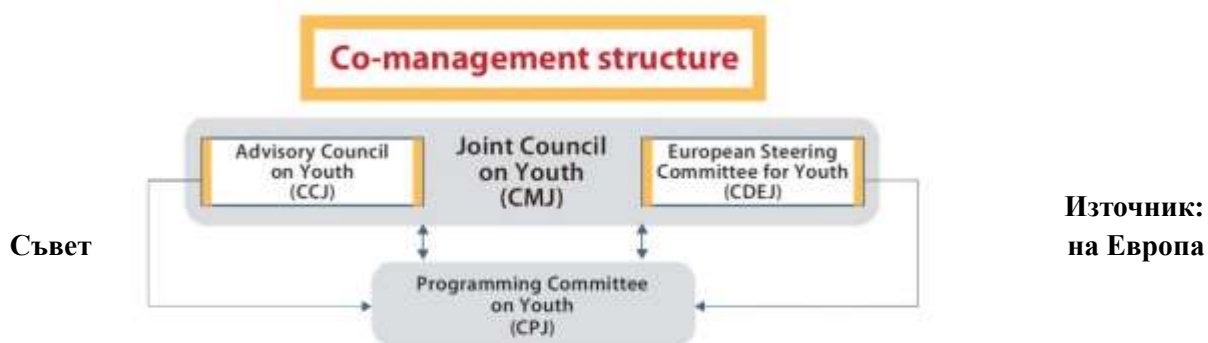 Co-management structure
Advisory Council
on Youth
(CCJ)
Joint Council
on Youth
(CMJ)
European Steering
Committee for Youth
(CDEJ)
Източник:
Съвет
на Европа
Programming Committee
on Youth
(CPJ)